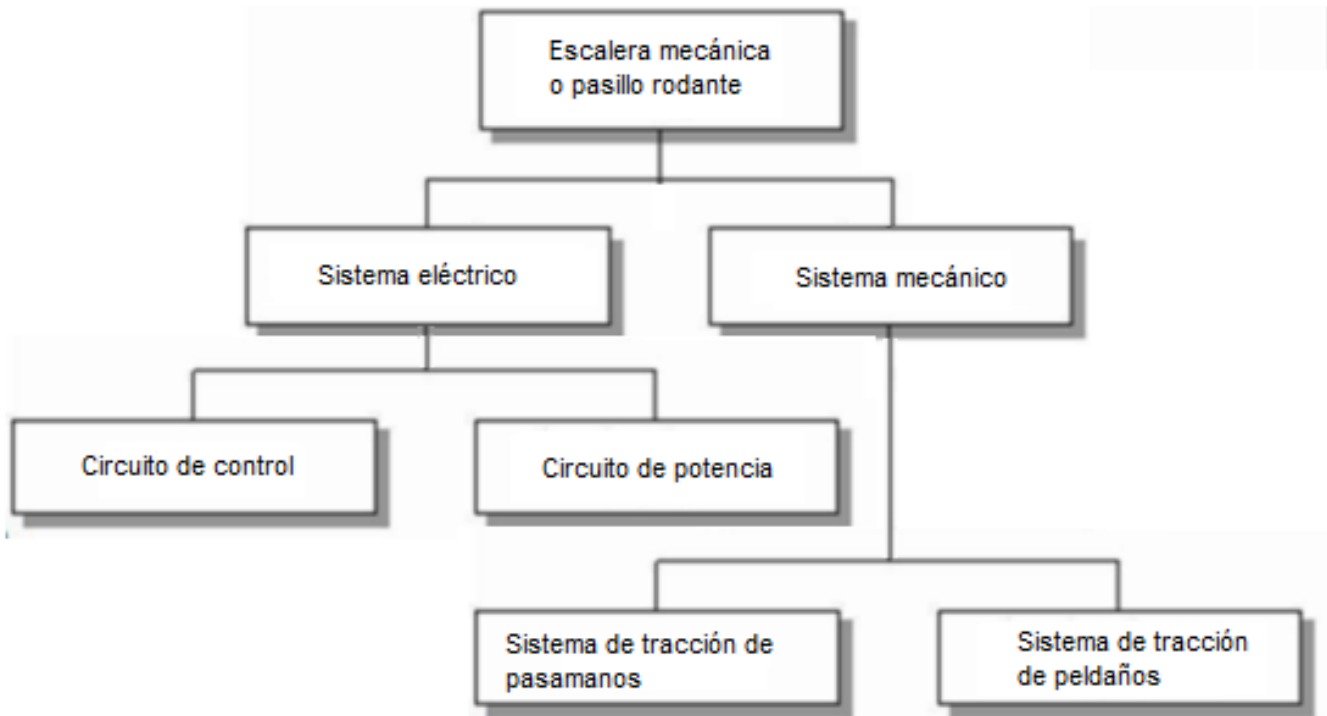 Escalera mecánica
o pasillo rodante
Sistema eléctrico
Sistema mecánico
Circuito de control
Circuito de potencia
Sistema de tracción de
pasamanos
Sistema de tracción
de peldaños